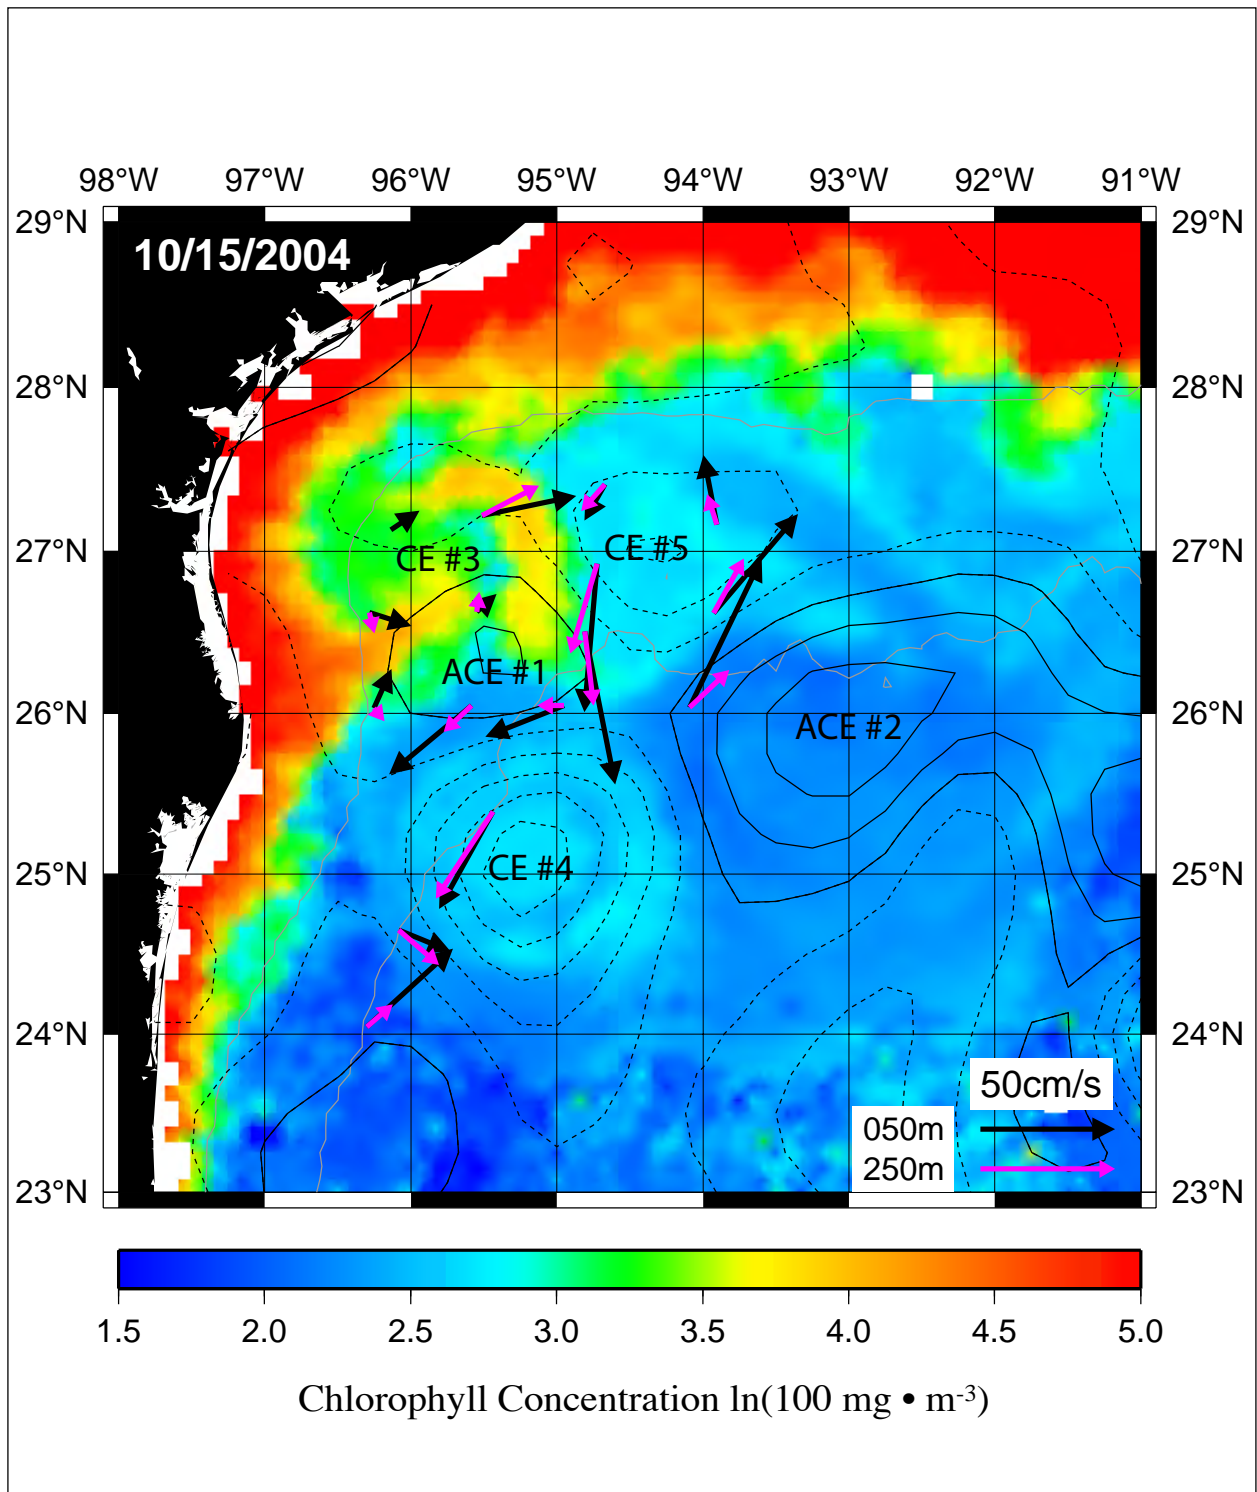 98°W 97°W 96°W 95°W 94°W 93°W 92°W 91°W
29°N 29°N
10/15/2004
28°N 28°N
27°N 27°N
CE #5
CE #3
ACE #1
26°N 26°N
ACE #2
25°N 25°N
CE #4
24°N 24°N
50cm/s
050m
250m
23°N 23°N
1.5 2.0 2.5 3.0 3.5 4.0 4.5 5.0
Chlorophyll Concentration ln(100 mg • m⁻³)